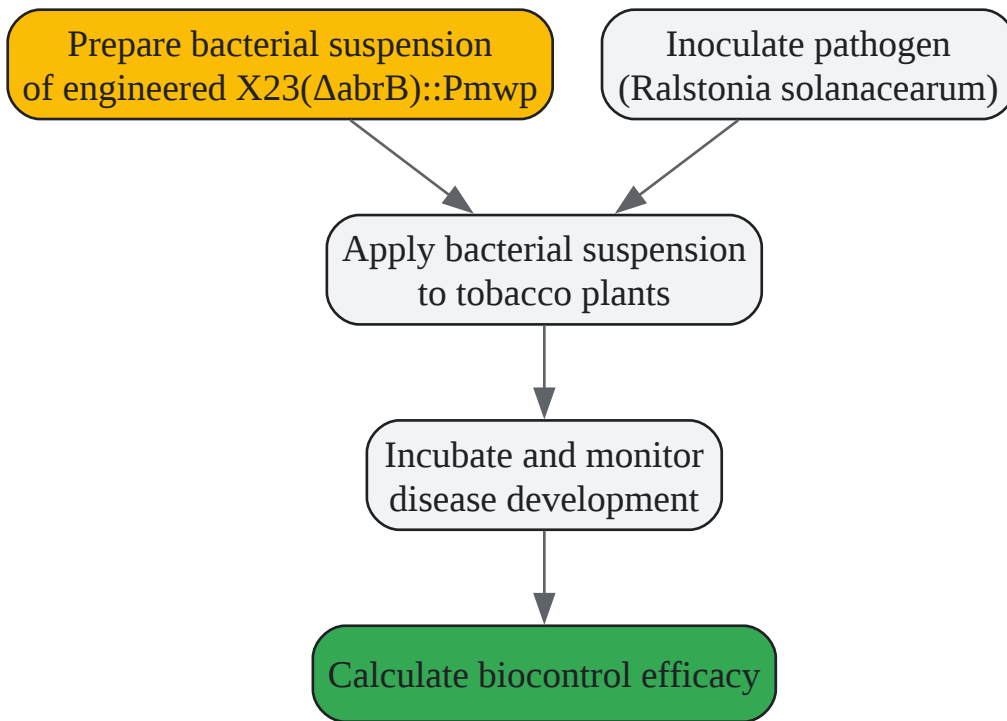 Prepare bacterial suspension
of engineered X23(ΔabrB)::Pmwp
Inoculate pathogen
(Ralstonia solanacearum)
Apply bacterial suspension
to tobacco plants
Incubate and monitor
disease development
Calculate biocontrol efficacy